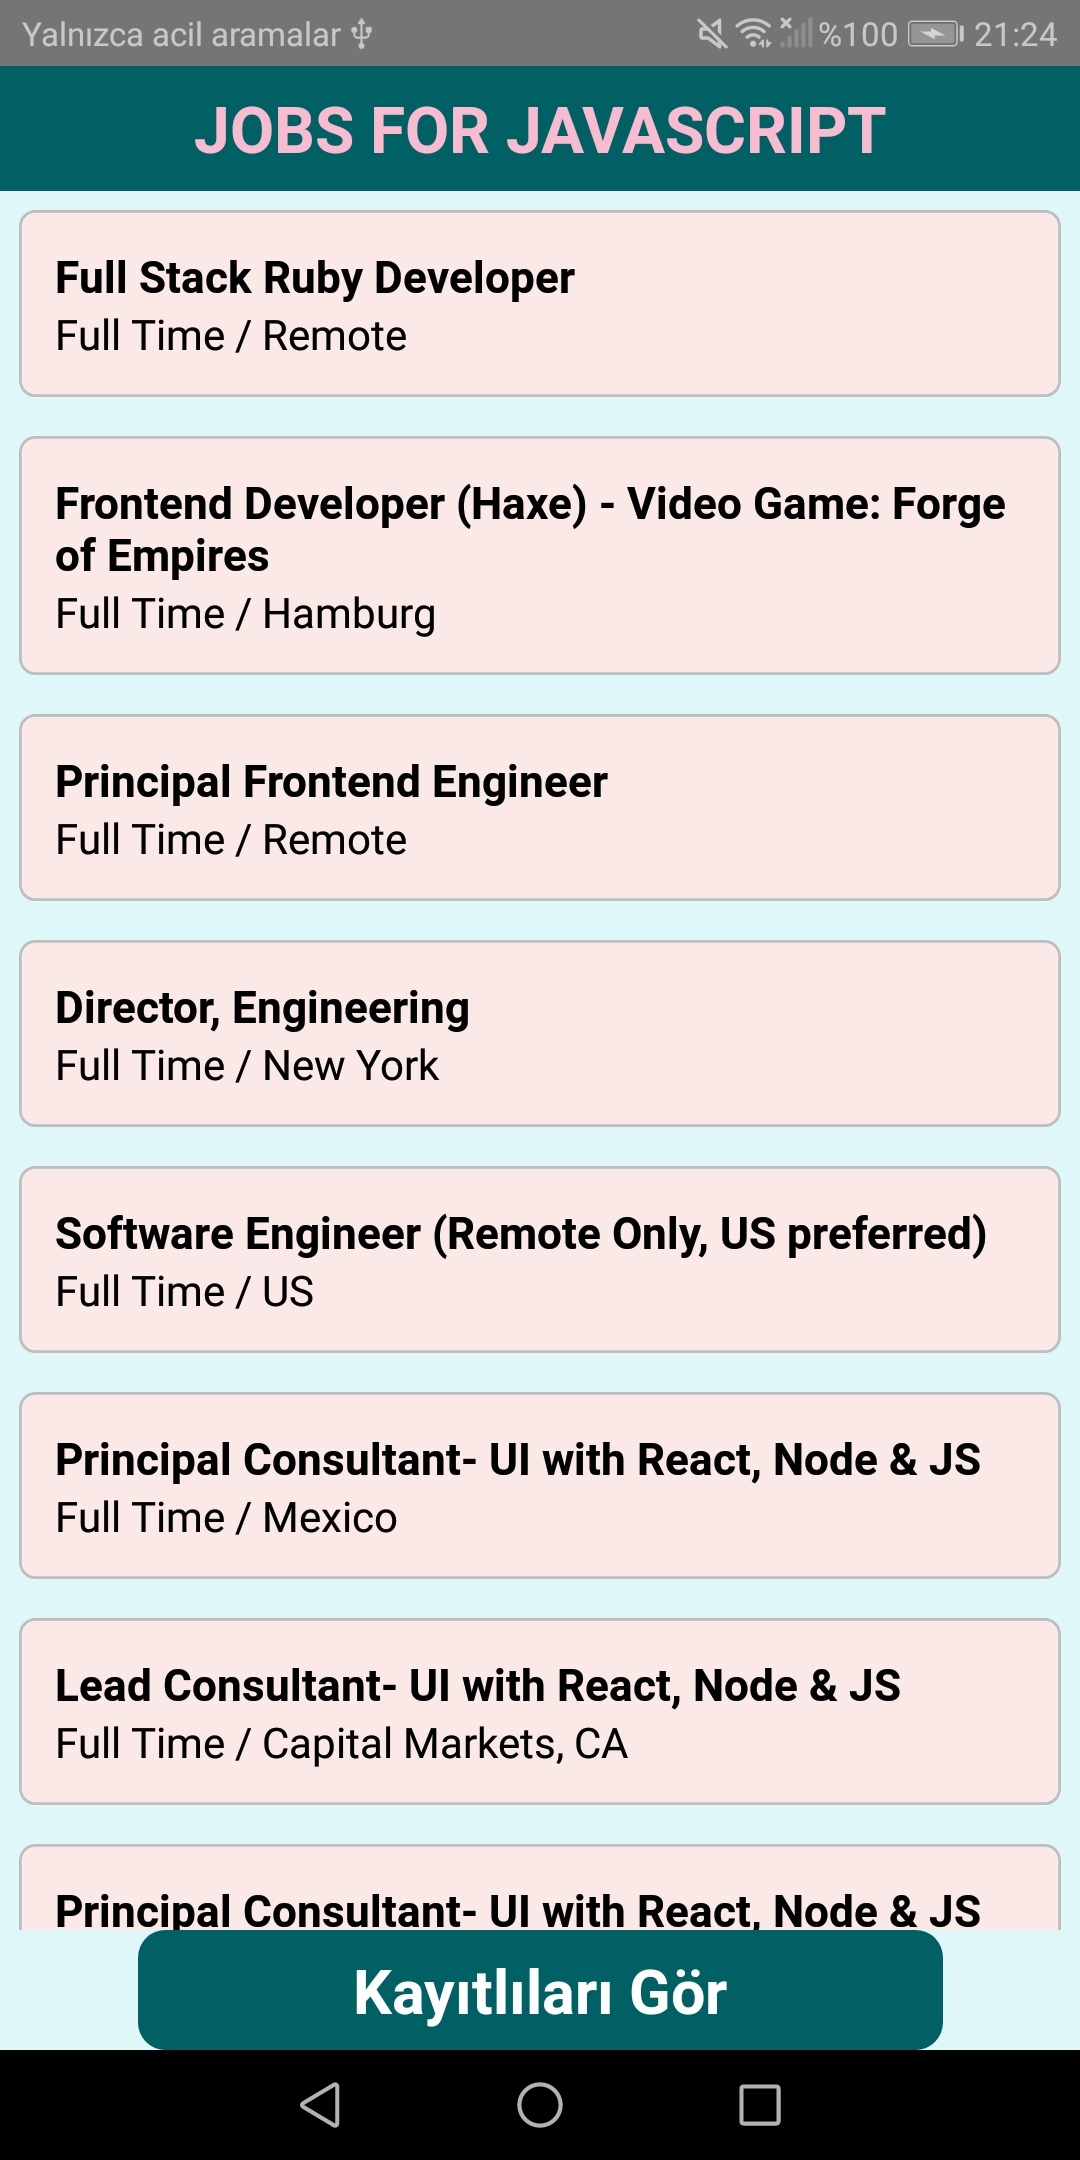 Yalnızca acil aramalar %100 21:24
JOBS FOR JAVASCRIPT
Full Stack Ruby Developer
Full Time / Remote
Frontend Developer (Haxe) - Video Game: Forge
of Empires
Full Time / Hamburg
Principal Frontend Engineer
Full Time / Remote
Director, Engineering
Full Time / New York
Software Engineer (Remote Only, US preferred)
Full Time / US
Principal Consultant- UI with React, Node & JS
Full Time / Mexico
Lead Consultant- UI with React, Node & JS
Full Time / Capital Markets, CA
Principal Consultant- UI with React, Node & JS
Kayıtlıları Gör